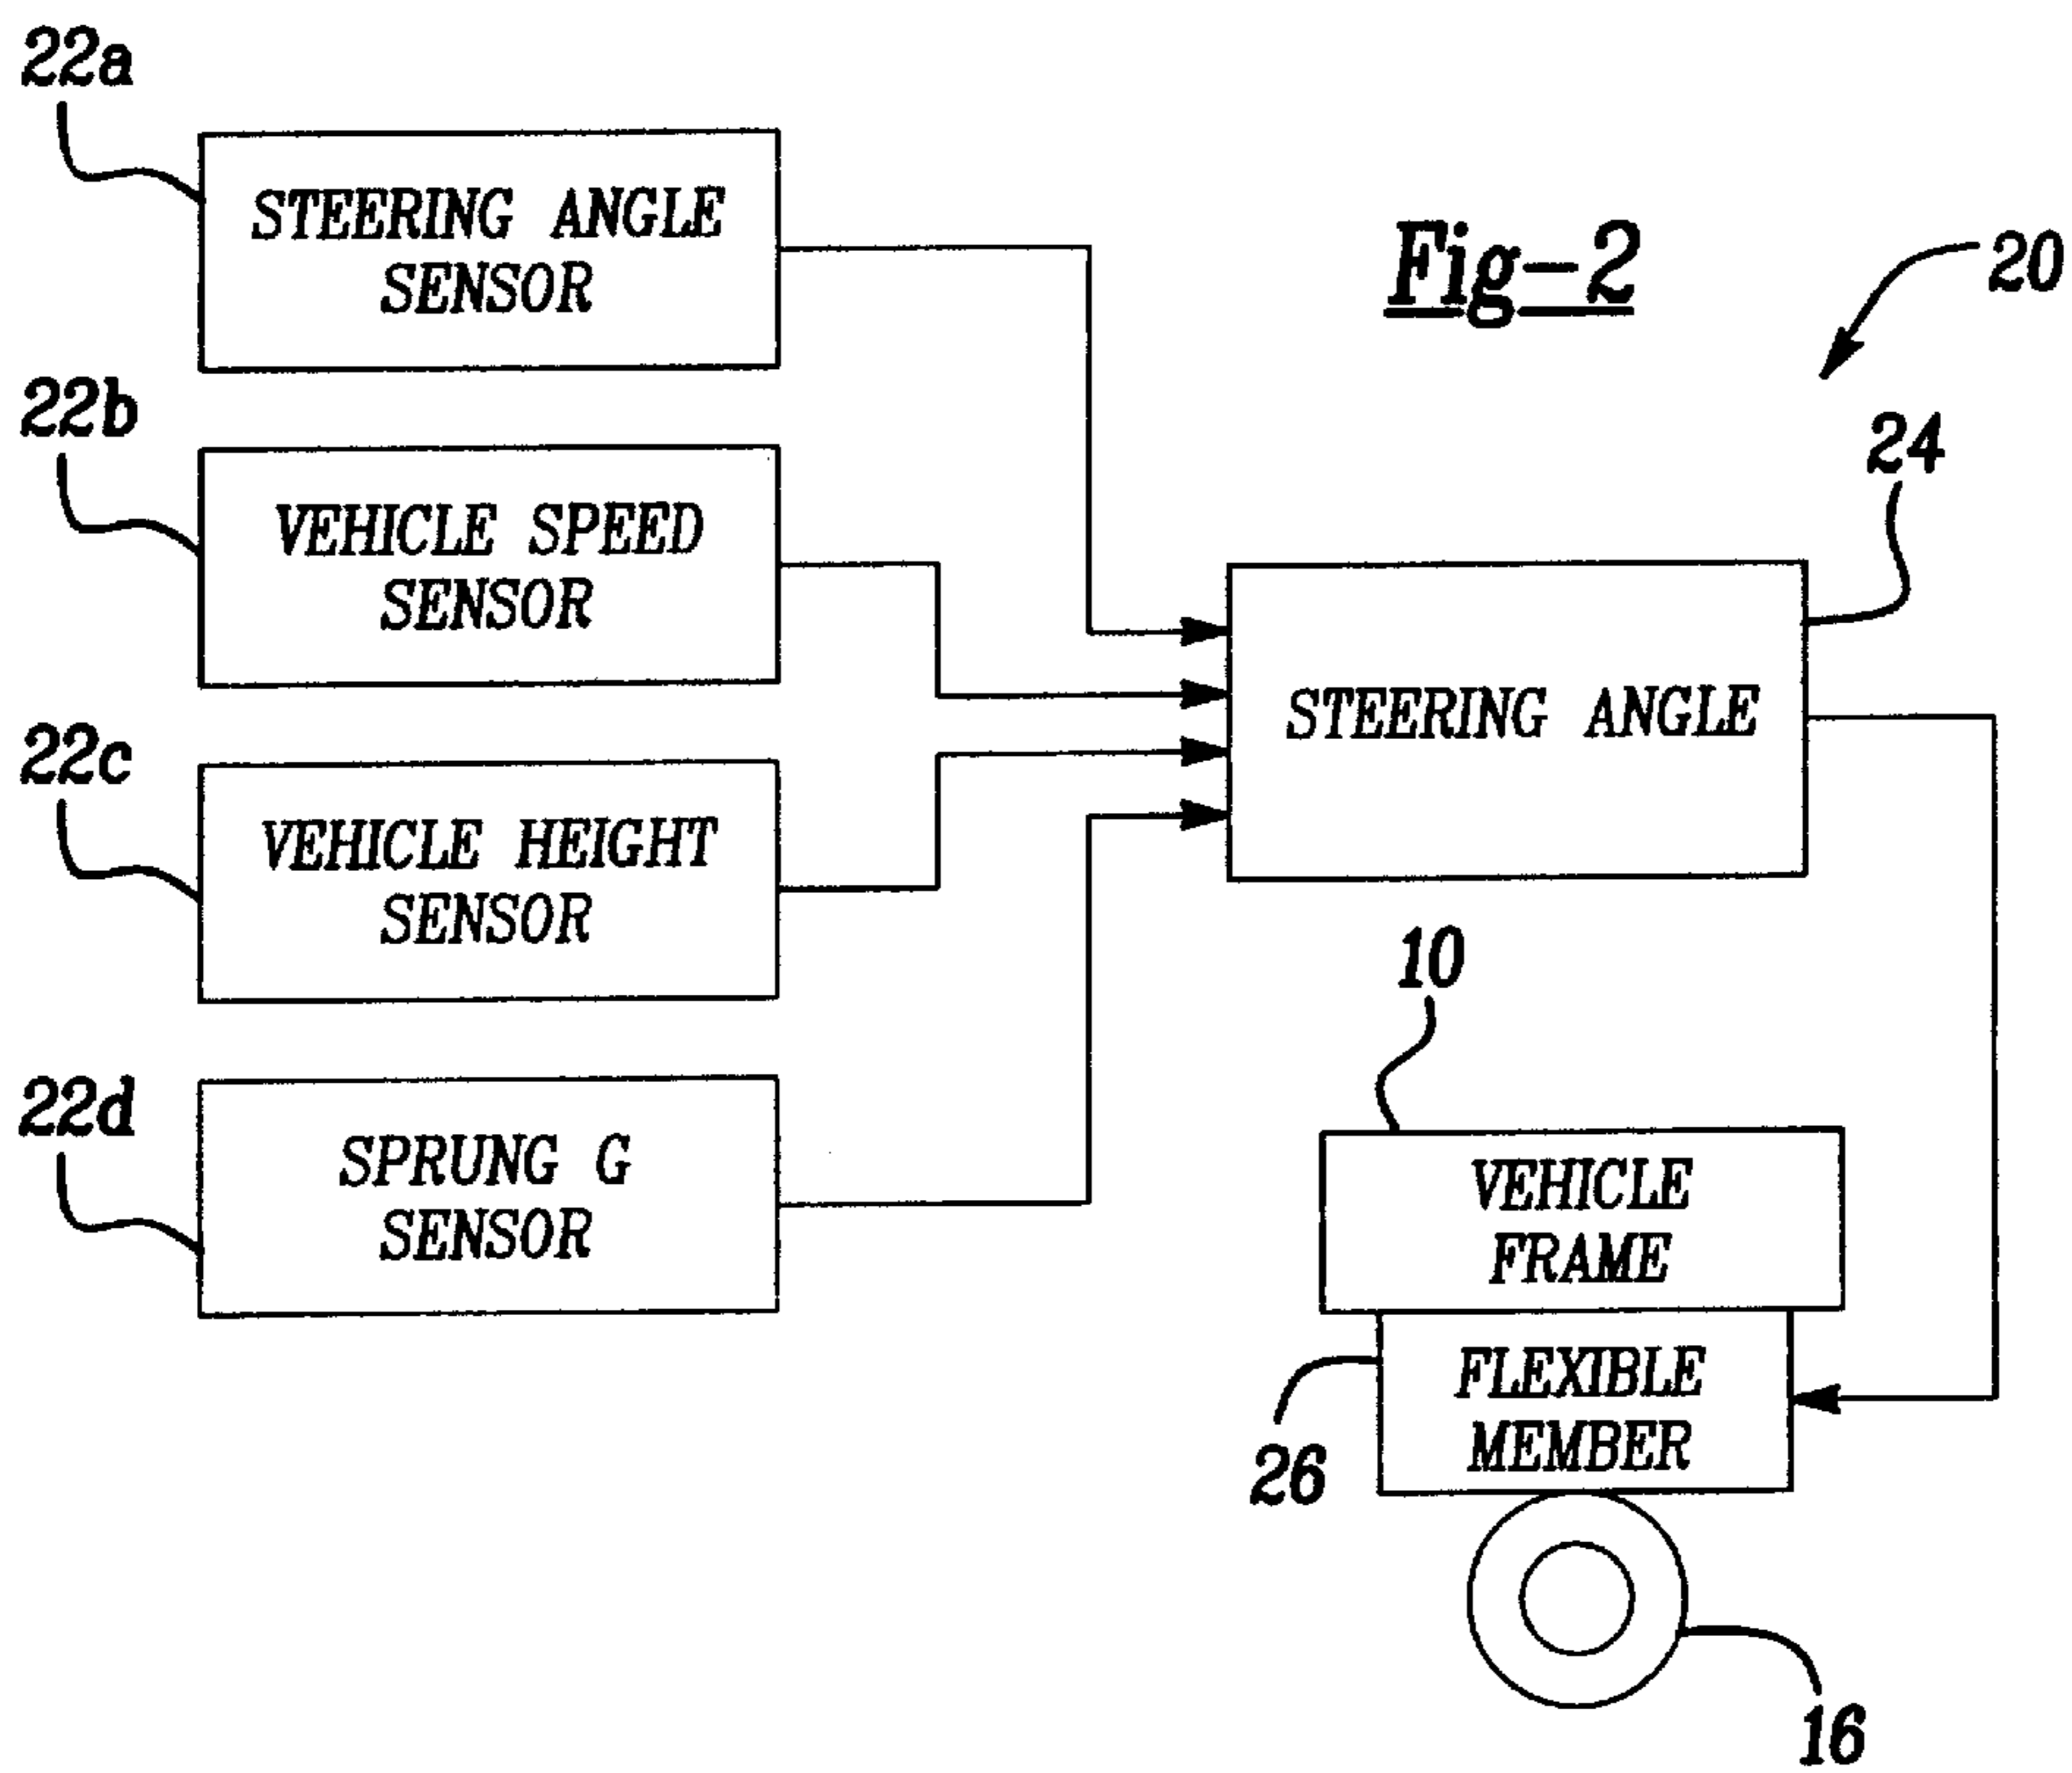 22a
STEERING ANGLE
SENSOR
Fig-2
20
22b
VEHICLE SPEED
SENSOR
24
STEERING ANGLE
22c
VEHICLE HEIGHT
SENSOR
10
22d
SPRUNG G
SENSOR
VEHICLE
FRAME
FLEXIBLE
MEMBER
26
16